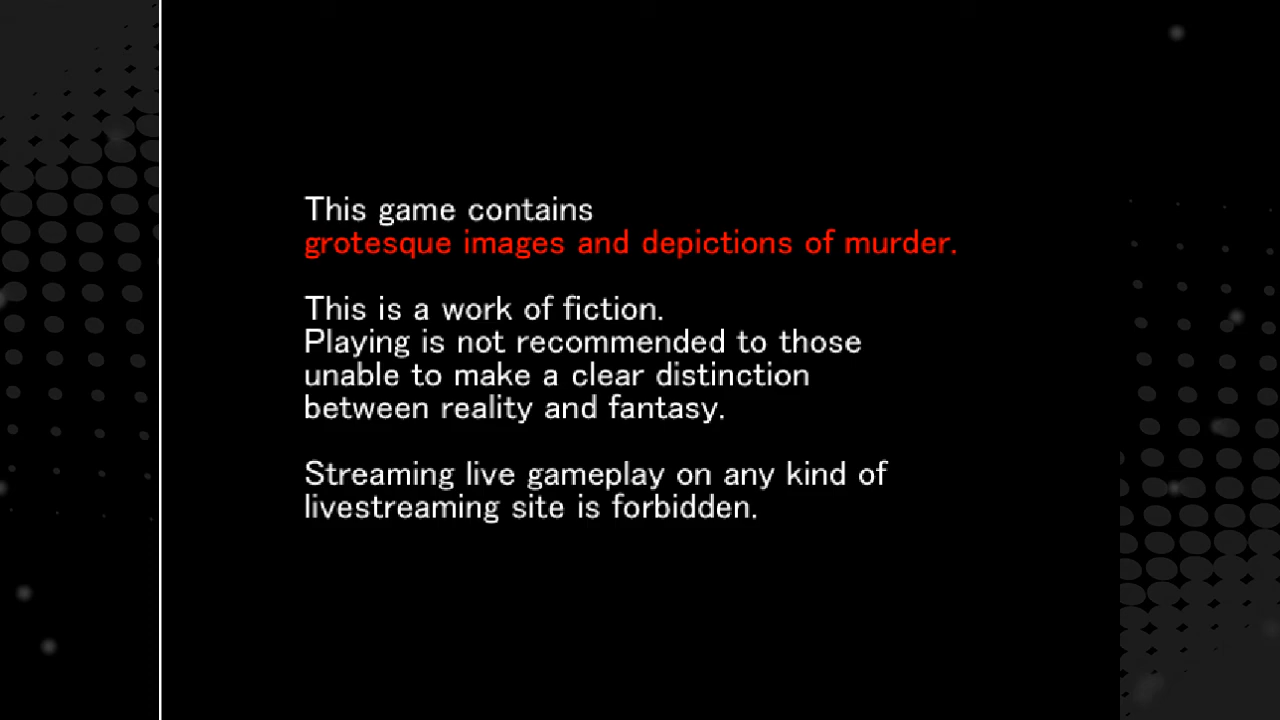 This game contains
grotesque images and depictions of murder.
This is a work of fiction.
Playing is not recommended to those
unable to make a clear distinction
between reality and fantasy.
Streaming live gameplay on any kind of
livestreaming site is forbidden.